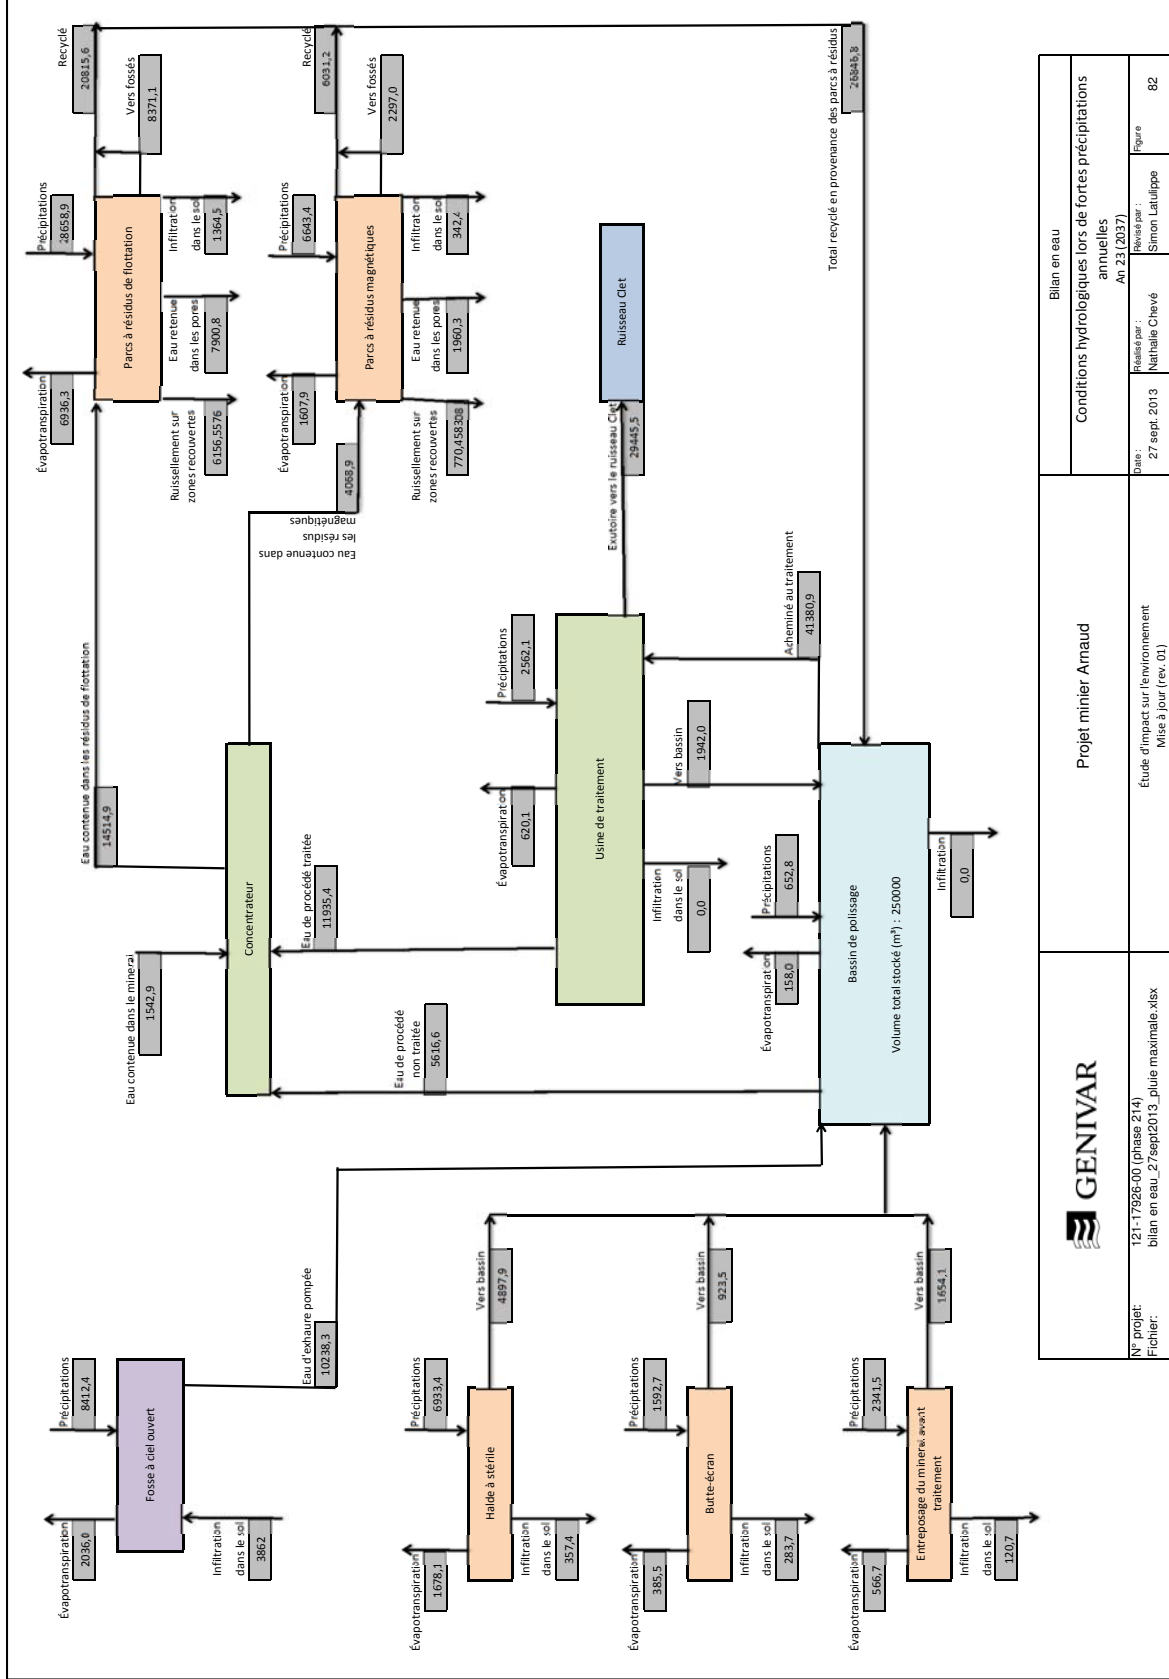 Évapotranspiration
2036,0
Précipitations
8412,4
Fosse à ciel ouvert
Infiltration
dans le sol
3862
Eau d'exhaure pompée
10238,3
Eau contenue dans le minerai
1542,9
Concentrateur
Eau contenue dans les résidus de flottation
14514,9
Eau contenue dans
les résidus
magnétiques
4068,9
Évapotranspiration
6936,3
Précipitations
28658,9
Recyclé
20815,6
Parcs à résidus de flottation
Vers fossés
8371,1
Ruissellement sur
zones recouvertes
6156,5576
Eau retenue
dans les pores
7900,8
Infiltration
dans le sol
1364,5
Évapotranspiration
1607,9
Précipitations
6643,4
Recyclé
6031,2
Parcs à résidus magnétiques
Vers fossés
2297,0
Ruissellement sur
zones recouvertes
770,458308
Eau retenue
dans les pores
1960,3
Infiltration
dans le sol
342,4
Halde à stérile
Évapotranspiration
1678,1
Précipitations
6933,4
Infiltration
dans le sol
357,4
Vers bassin
4897,9
Butte-écran
Évapotranspiration
385,5
Précipitations
1592,7
Infiltration
dans le sol
283,7
Vers bassin
923,5
Entreposage du minerai avant
traitement
Évapotranspiration
566,7
Précipitations
2341,5
Infiltration
dans le sol
120,7
Vers bassin
1654,1
Eau de procédé
non traitée
5616,6
Eau de procédé traitée
11935,4
Usine de traitement
Évapotranspiration
620,1
Précipitations
2562,1
Infiltration
dans le sol
0,0
Vers bassin
1942,0
Exutoire vers le ruisseau Clet
29445,5
Ruisseau Clet
Acheminé au traitement
41380,9
Bassin de polissage
Volume total stocké (m³) : 250000
Évapotranspiration
158,0
Précipitations
652,8
Infiltration
0,0
Total recyclé en provenance des parcs à résidus
26846,8
GENIVAR
N° projet: 121-17926-00 (phase 214)
Fichier: bilan en eau_27sept2013_pluie maximale.xlsx
Projet minier Arnaud
Étude d'impact sur l'environnement
Mise à jour (rev. 01)
Bilan en eau
Conditions hydrologiques lors de fortes précipitations
annuelles
An 23 (2037)
Date :
27 sept. 2013
Réalisé par :
Nathalie Chevé
Révisé par :
Simon Latulippe
Figure
82